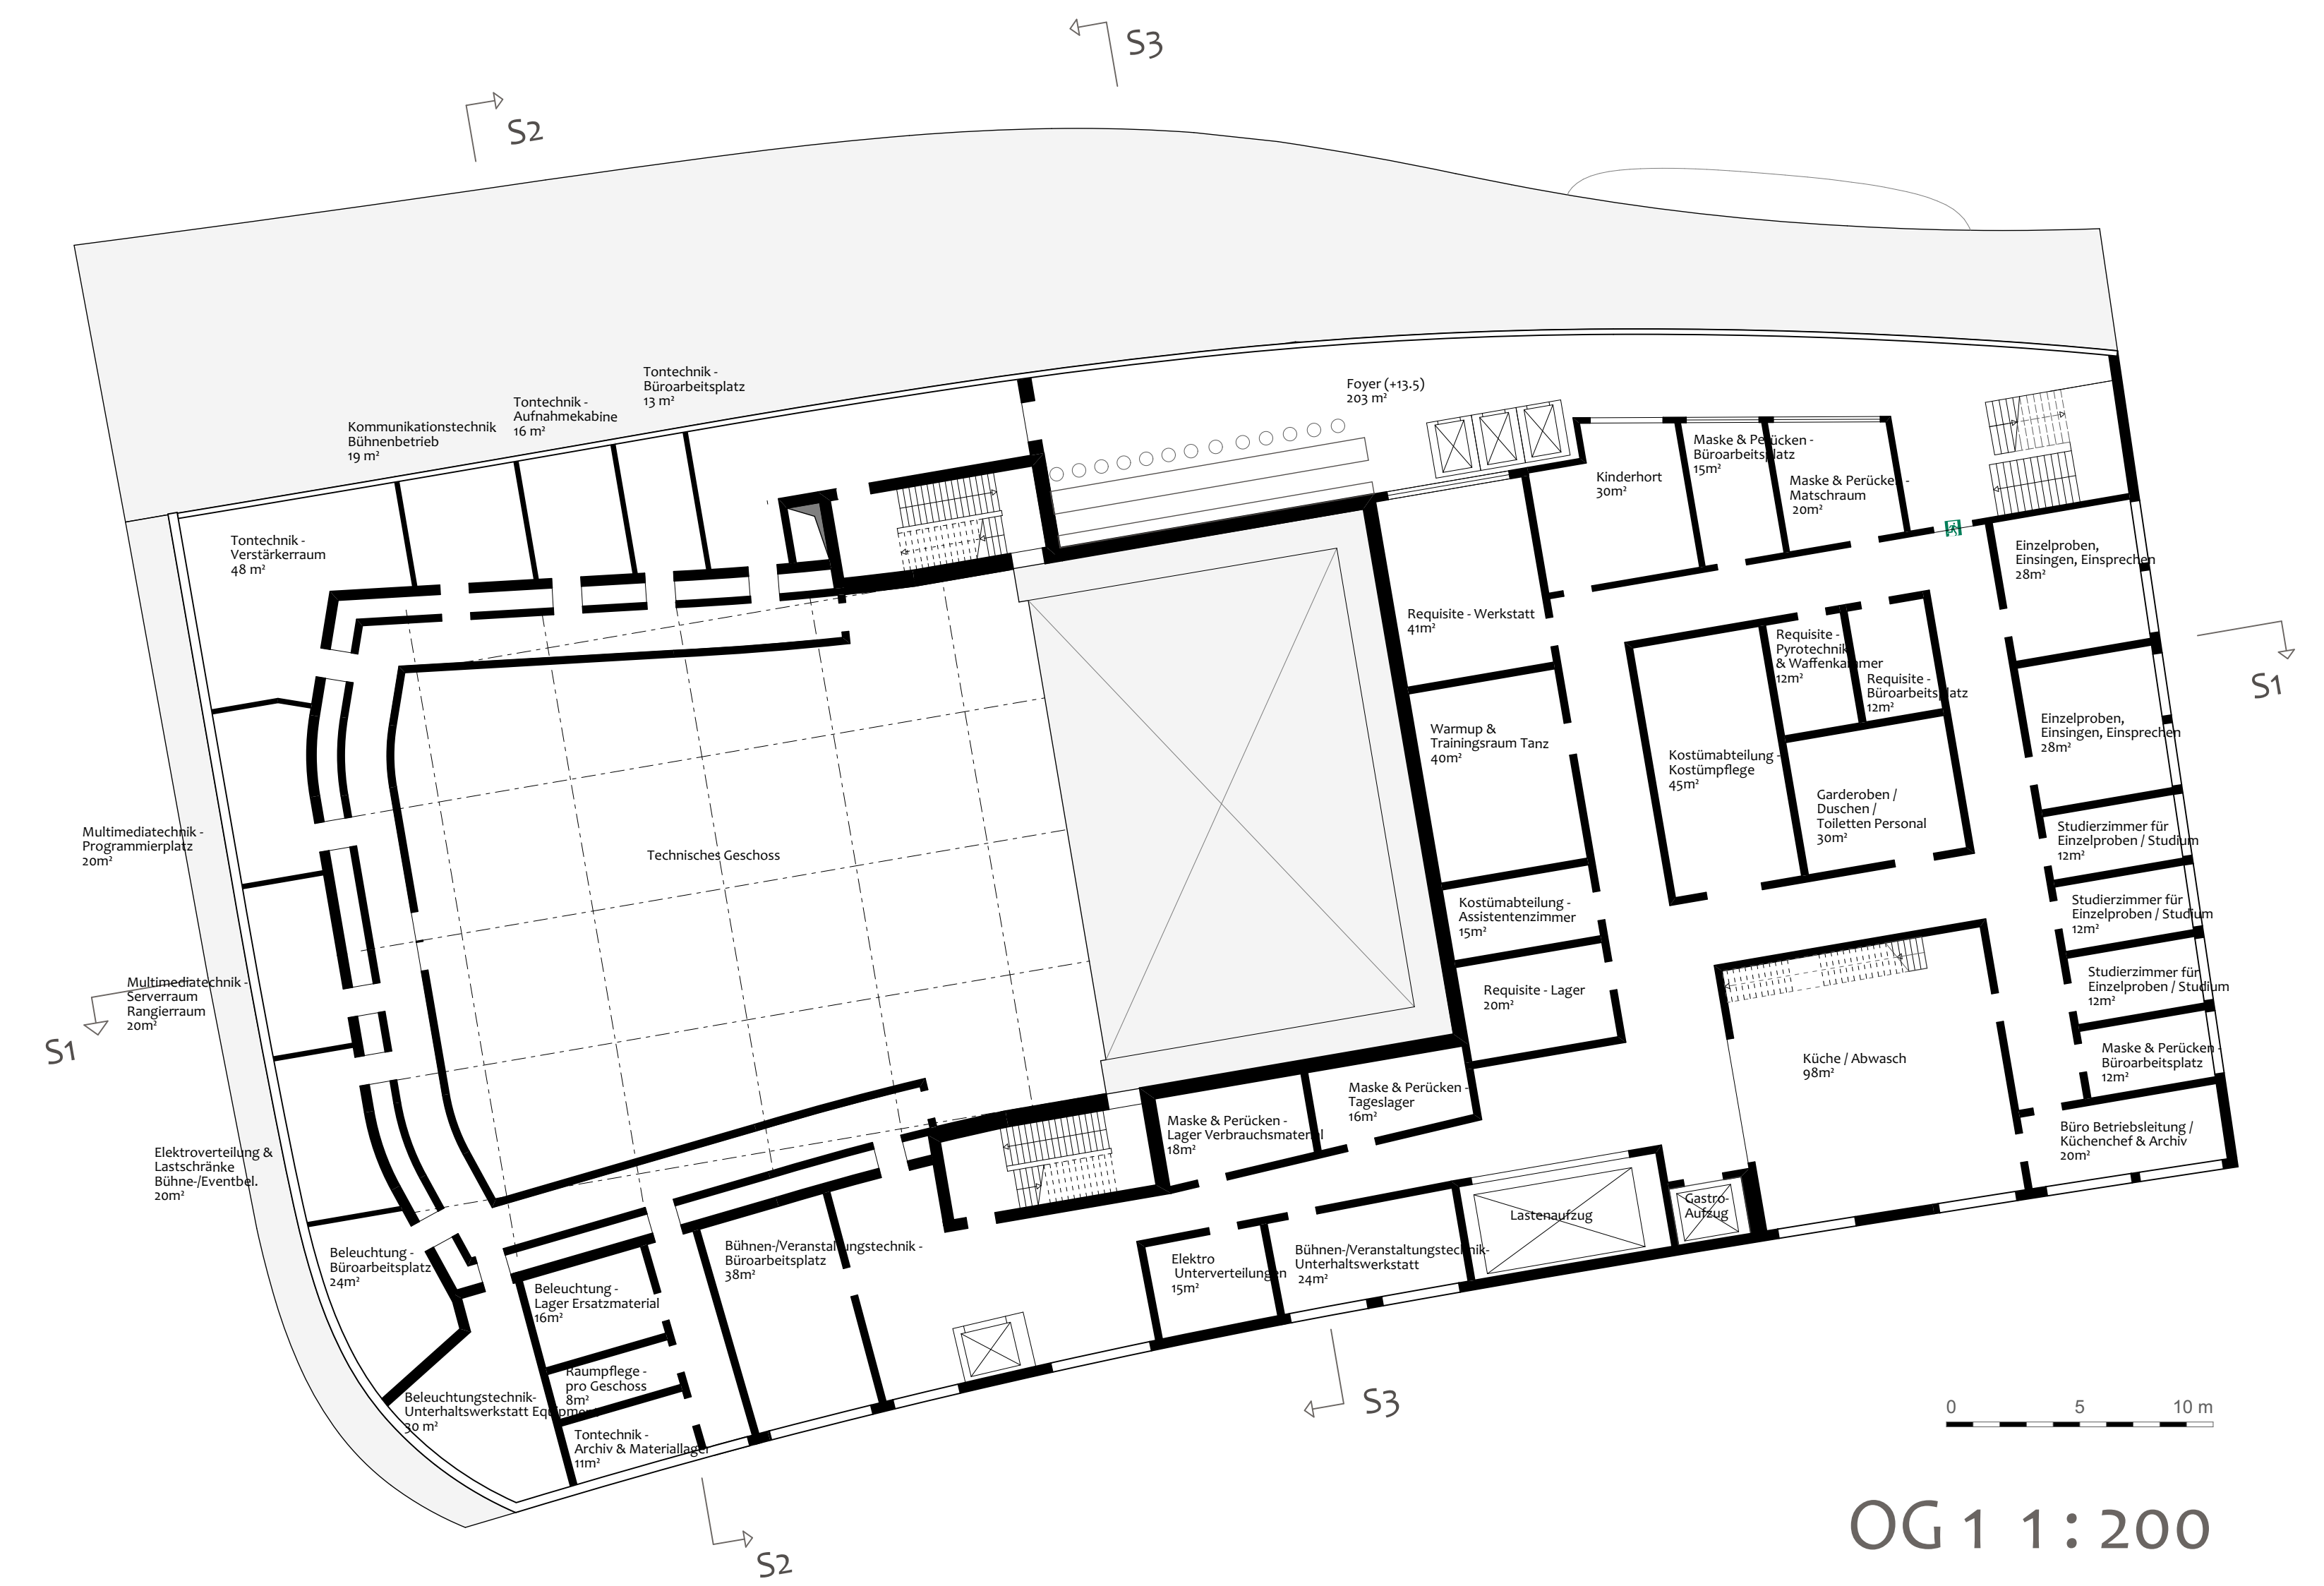 S3
S2
Tontechnik -
Büroarbeitsplatz
13 m²
Foyer (+13.5)
203 m²
Tontechnik -
Aufnahmekabine
16 m²
Kommunikationstechnik
Bühnenbetrieb
19 m²
Maske & Perücken -
Büroarbeitsplatz
15m²
Kinderhort
30m²
Maske & Perücken -
Matschraum
20m²
Tontechnik -
Verstärkerraum
48 m²
Einzelproben,
Einsingen, Einsprechen
28m²
Requisite - Werkstatt
41m²
Requisite -
Pyrotechnik
& Waffenkammer
12m²
Requisite -
Büroarbeitsplatz
12m²
S1
Einzelproben,
Einsingen, Einsprechen
28m²
Warmup &
Trainingsraum Tanz
40m²
Kostümabteilung -
Kostümpflege
45m²
Garderoben /
Duschen /
Toiletten Personal
30m²
Multimediatechnik -
Programmierplatz
20m²
Technisches Geschoss
Studierzimmer für
Einzelproben / Studium
12m²
Kostümabteilung -
Assistentenzimmer
15m²
Studierzimmer für
Einzelproben / Studium
12m²
Multimediatechnik -
Serverraum
Rangierraum
20m²
Requisite - Lager
20m²
Studierzimmer für
Einzelproben / Studium
12m²
S1
Küche / Abwasch
98m²
Maske & Perücken -
Büroarbeitsplatz
12m²
Maske & Perücken -
Tageslager
16m²
Maske & Perücken -
Lager Verbrauchsmaterial
18m²
Büro Betriebsleitung /
Küchenchef & Archiv
20m²
Elektroverteilung &
Lastschränke
Bühne-/Eventbel.
20m²
Gastro-
Aufzug
Lastenaufzug
Beleuchtung -
Büroarbeitsplatz
24m²
Bühnen-/Veranstaltungstechnik -
Büroarbeitsplatz
38m²
Elektro
Unterverteilungen
15m²
Bühnen-/Veranstaltungstechnik-
Unterhaltswerkstatt
24m²
Beleuchtung -
Lager Ersatzmaterial
16m²
Raumpflege -
pro Geschoss
8m²
Beleuchtungstechnik-
Unterhaltswerkstatt Equipment
30 m²
Tontechnik -
Archiv & Materiallager
11m²
S3
0 5 10 m
S2
OG 1 1 : 200